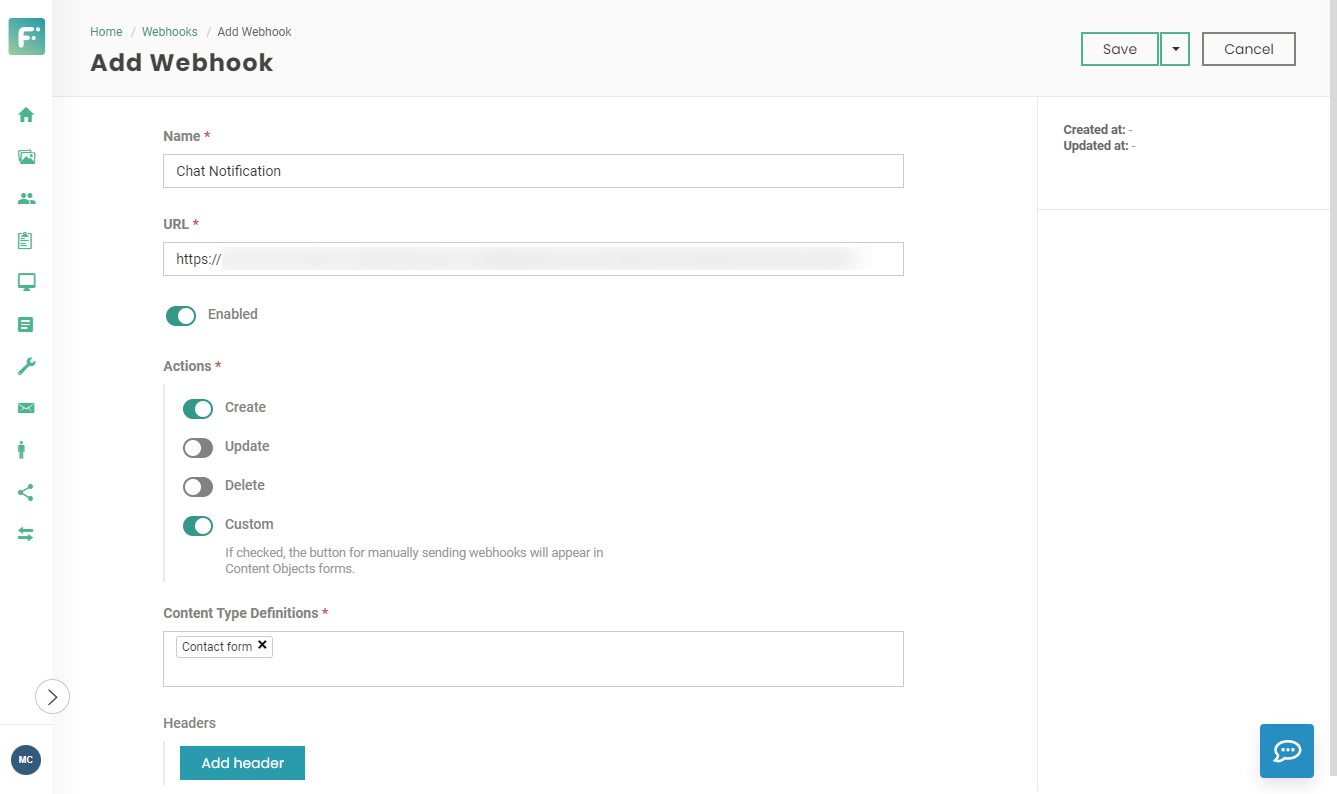 Home / Webhooks / Add Webhook
Add Webhook
Save
Cancel
Created at: -
Updated at: -
Name *
Chat Notification
URL *
https://
Enabled
Actions *
Create
Update
Delete
Custom
If checked, the button for manually sending webhooks will appear in
Content Objects forms.
Content Type Definitions *
Contact form ✕
Headers
Add header
MC